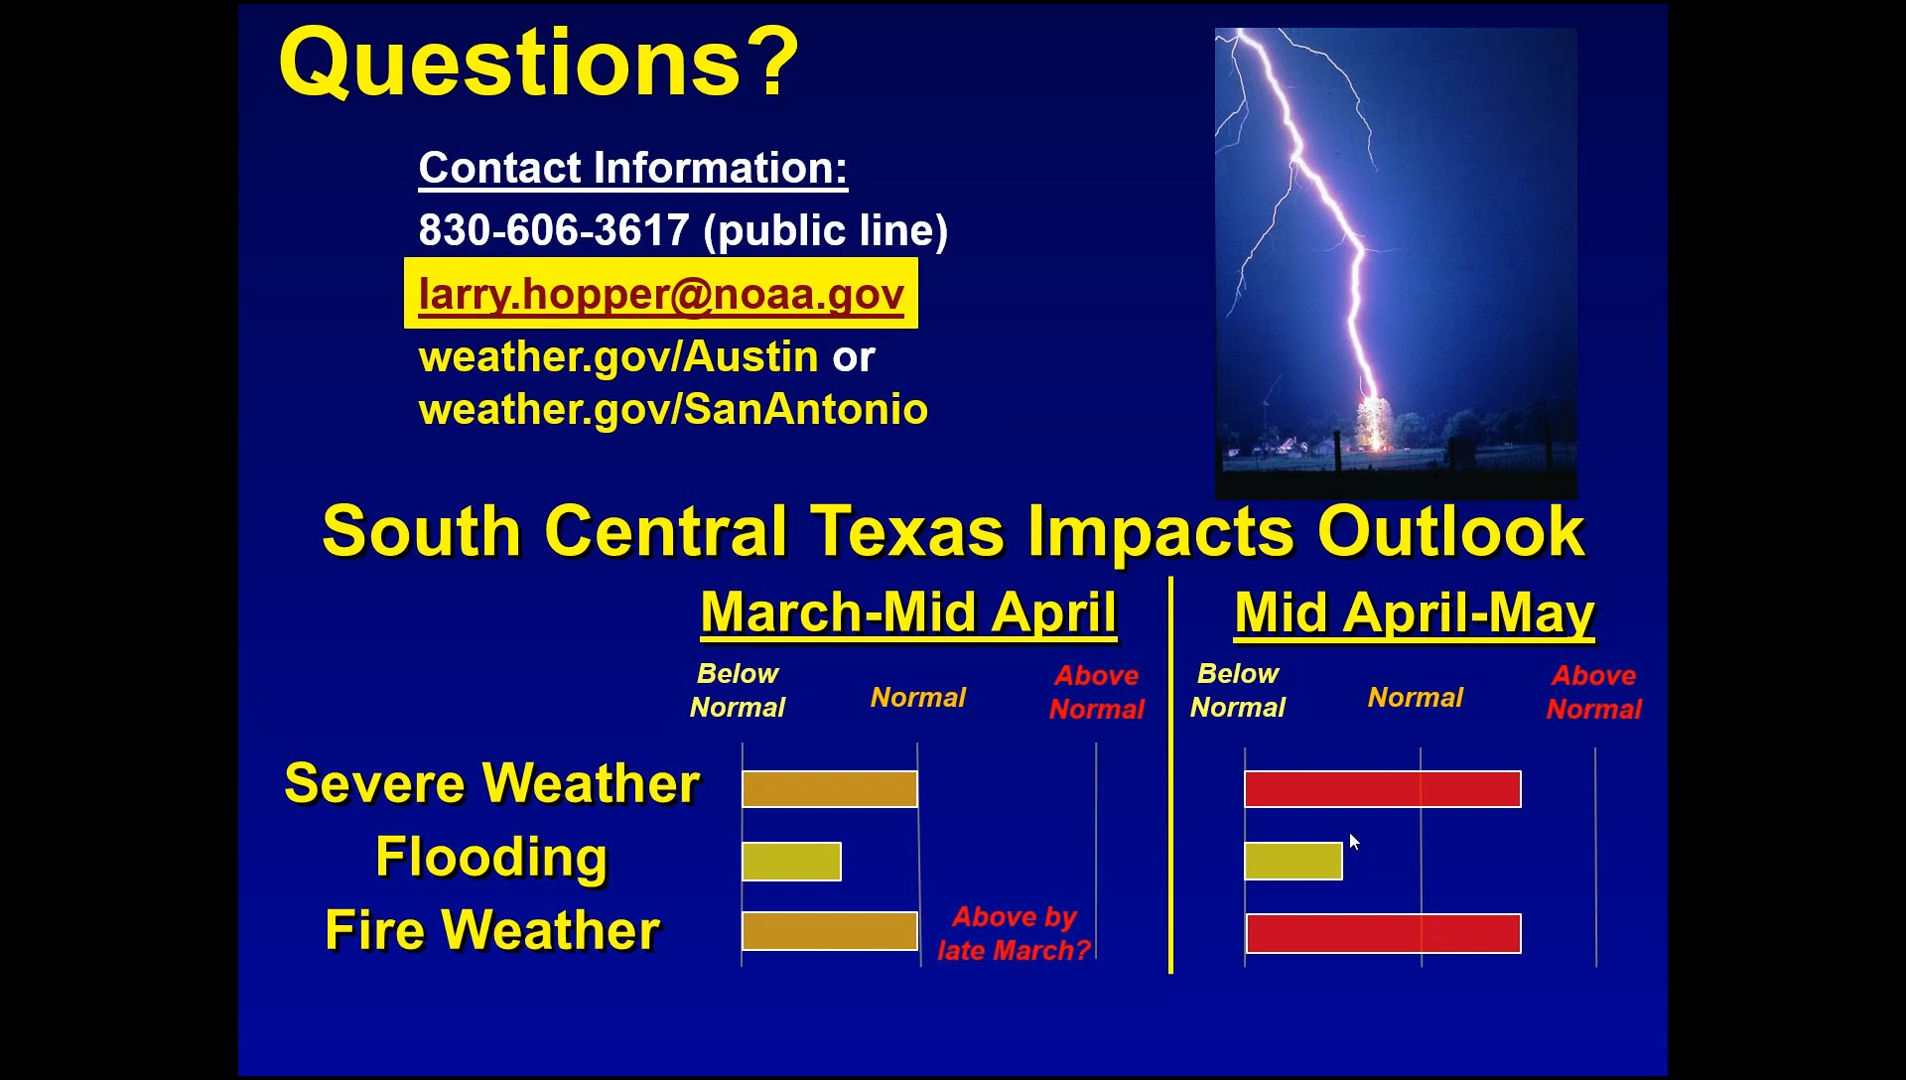 Questions?
Contact Information:
830-606-3617 (public line)
larry.hopper@noaa.gov
weather.gov/Austin or
weather.gov/SanAntonio
South Central Texas Impacts Outlook
March-Mid April
Mid April-May
Below
Normal
Normal
Above
Normal
Below
Normal
Normal
Above
Normal
Severe Weather
Flooding
Fire Weather
Above by
late March?